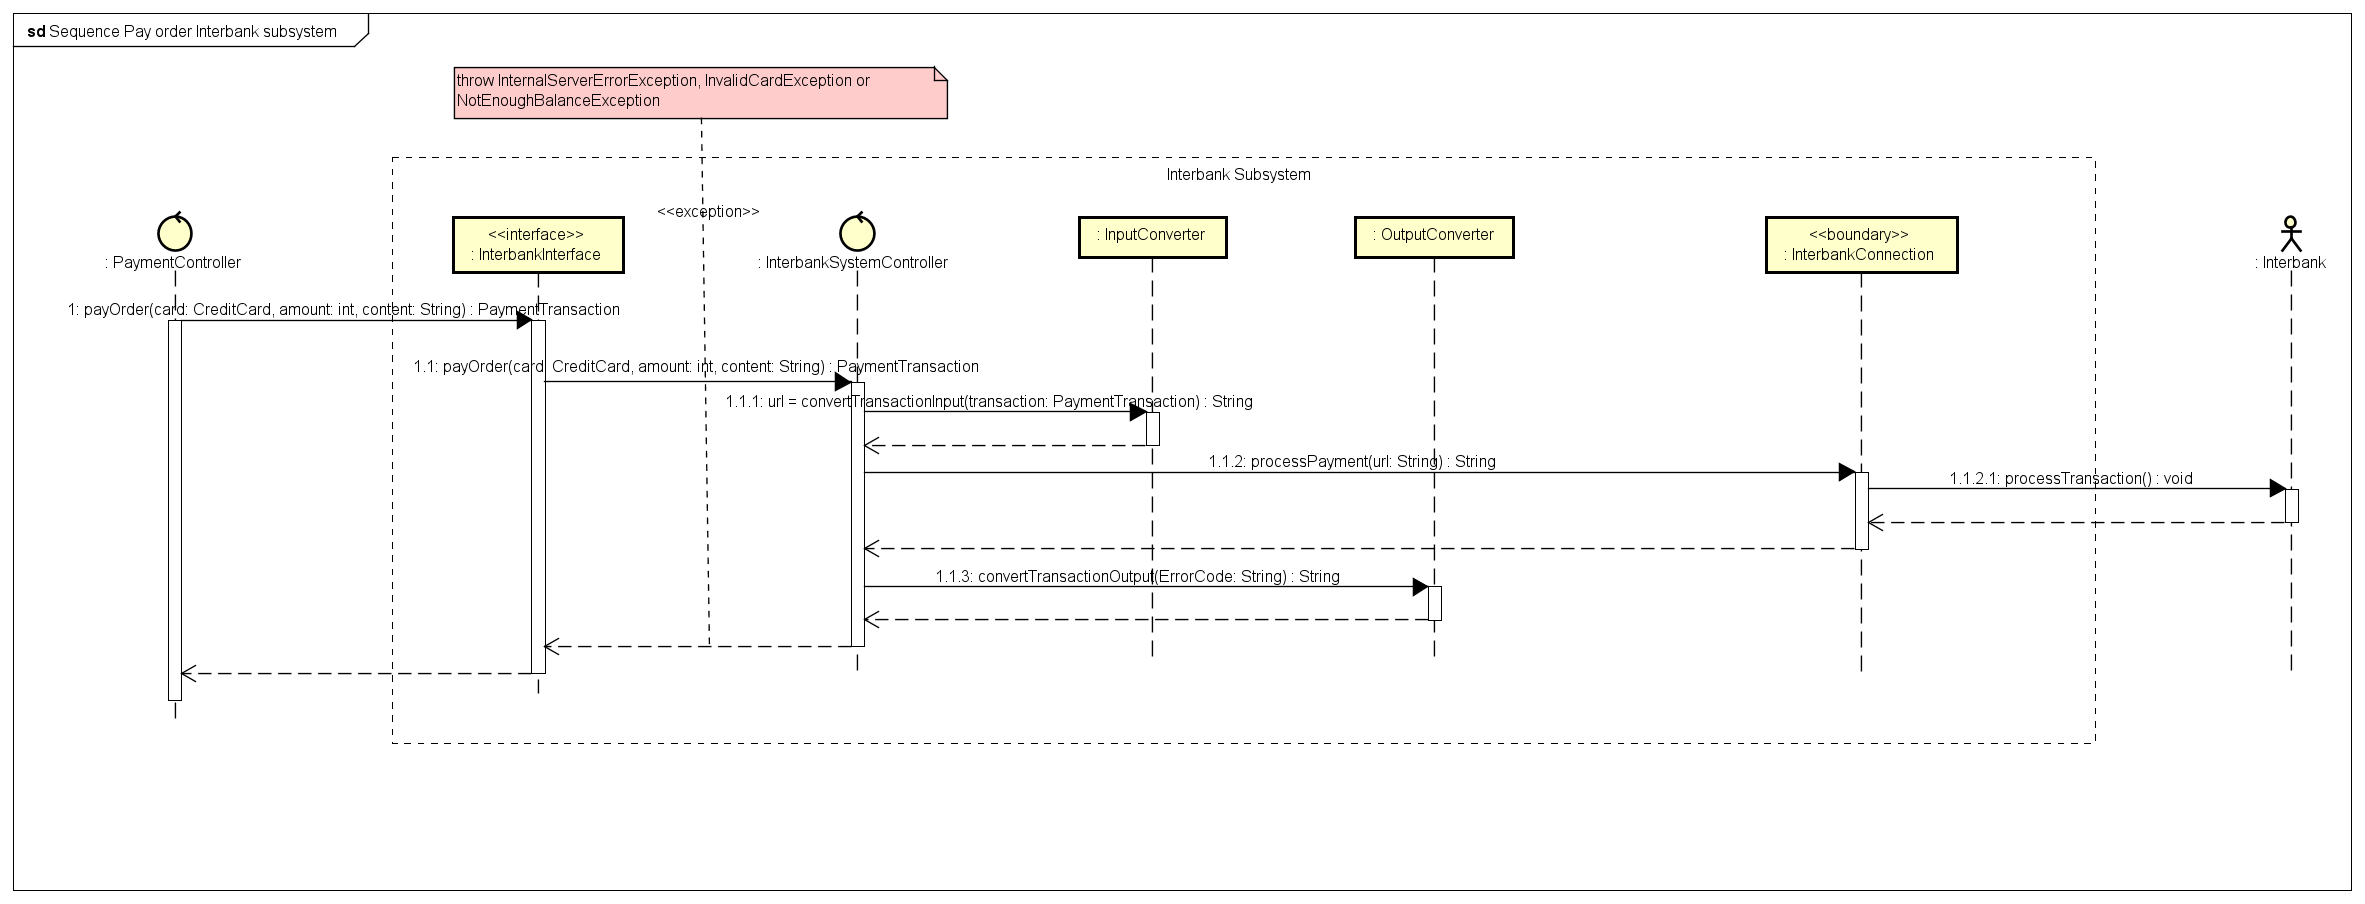 sd Sequence Pay order Interbank subsystem
throw InternalServerErrorException, InvalidCardException or
NotEnoughBalanceException
Interbank Subsystem
<<exception>>
: PaymentController
<<interface>>
: InterbankInterface
: InterbankSystemController
: InputConverter
: OutputConverter
<<boundary>>
: InterbankConnection
: Interbank
1: payOrder(card: CreditCard, amount: int, content: String) : PaymentTransaction
1.1: payOrder(card: CreditCard, amount: int, content: String) : PaymentTransaction
1.1.1: url = convertTransactionInput(transaction: PaymentTransaction) : String
1.1.2: processPayment(url: String) : String
1.1.2.1: processTransaction() : void
1.1.3: convertTransactionOutput(ErrorCode: String) : String